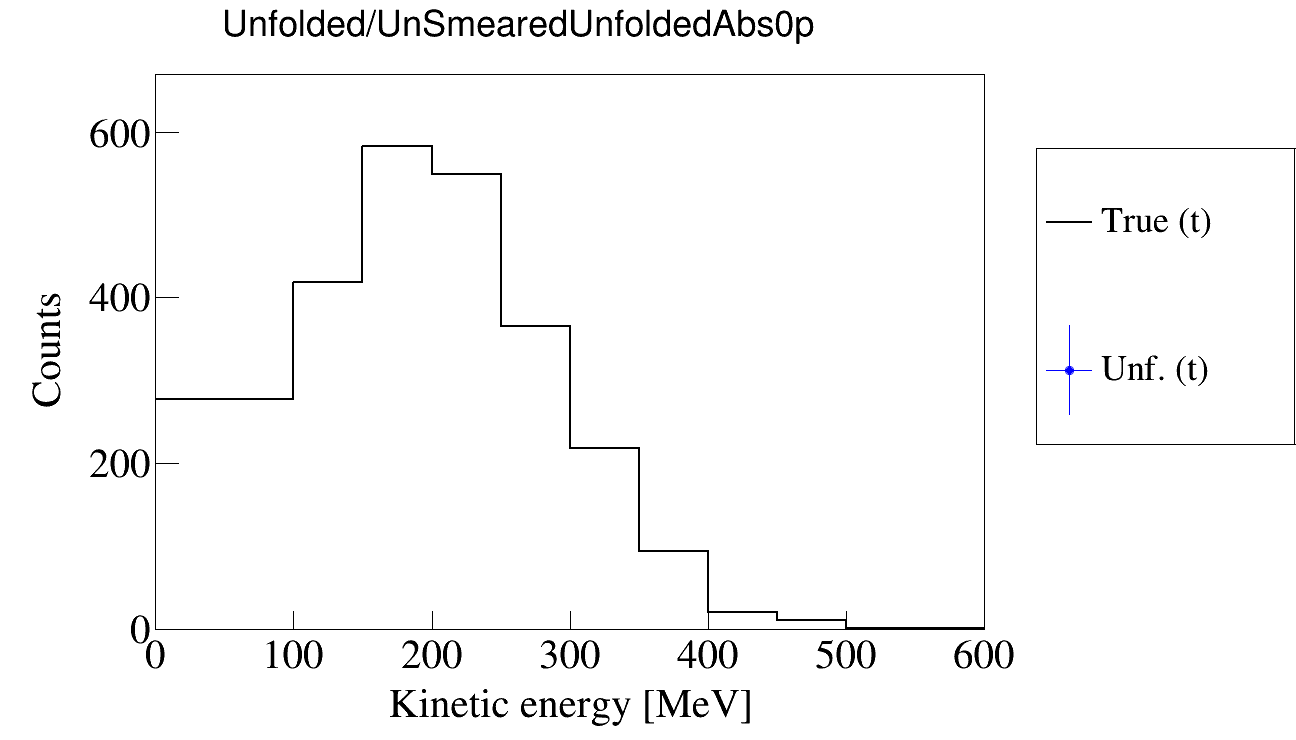 Unfolded/UnSmearedUnfoldedAbs0p
600
400
200
0
Counts
0 100 200 300 400 500 600
Kinetic energy [MeV]
True (t)
Unf. (t)